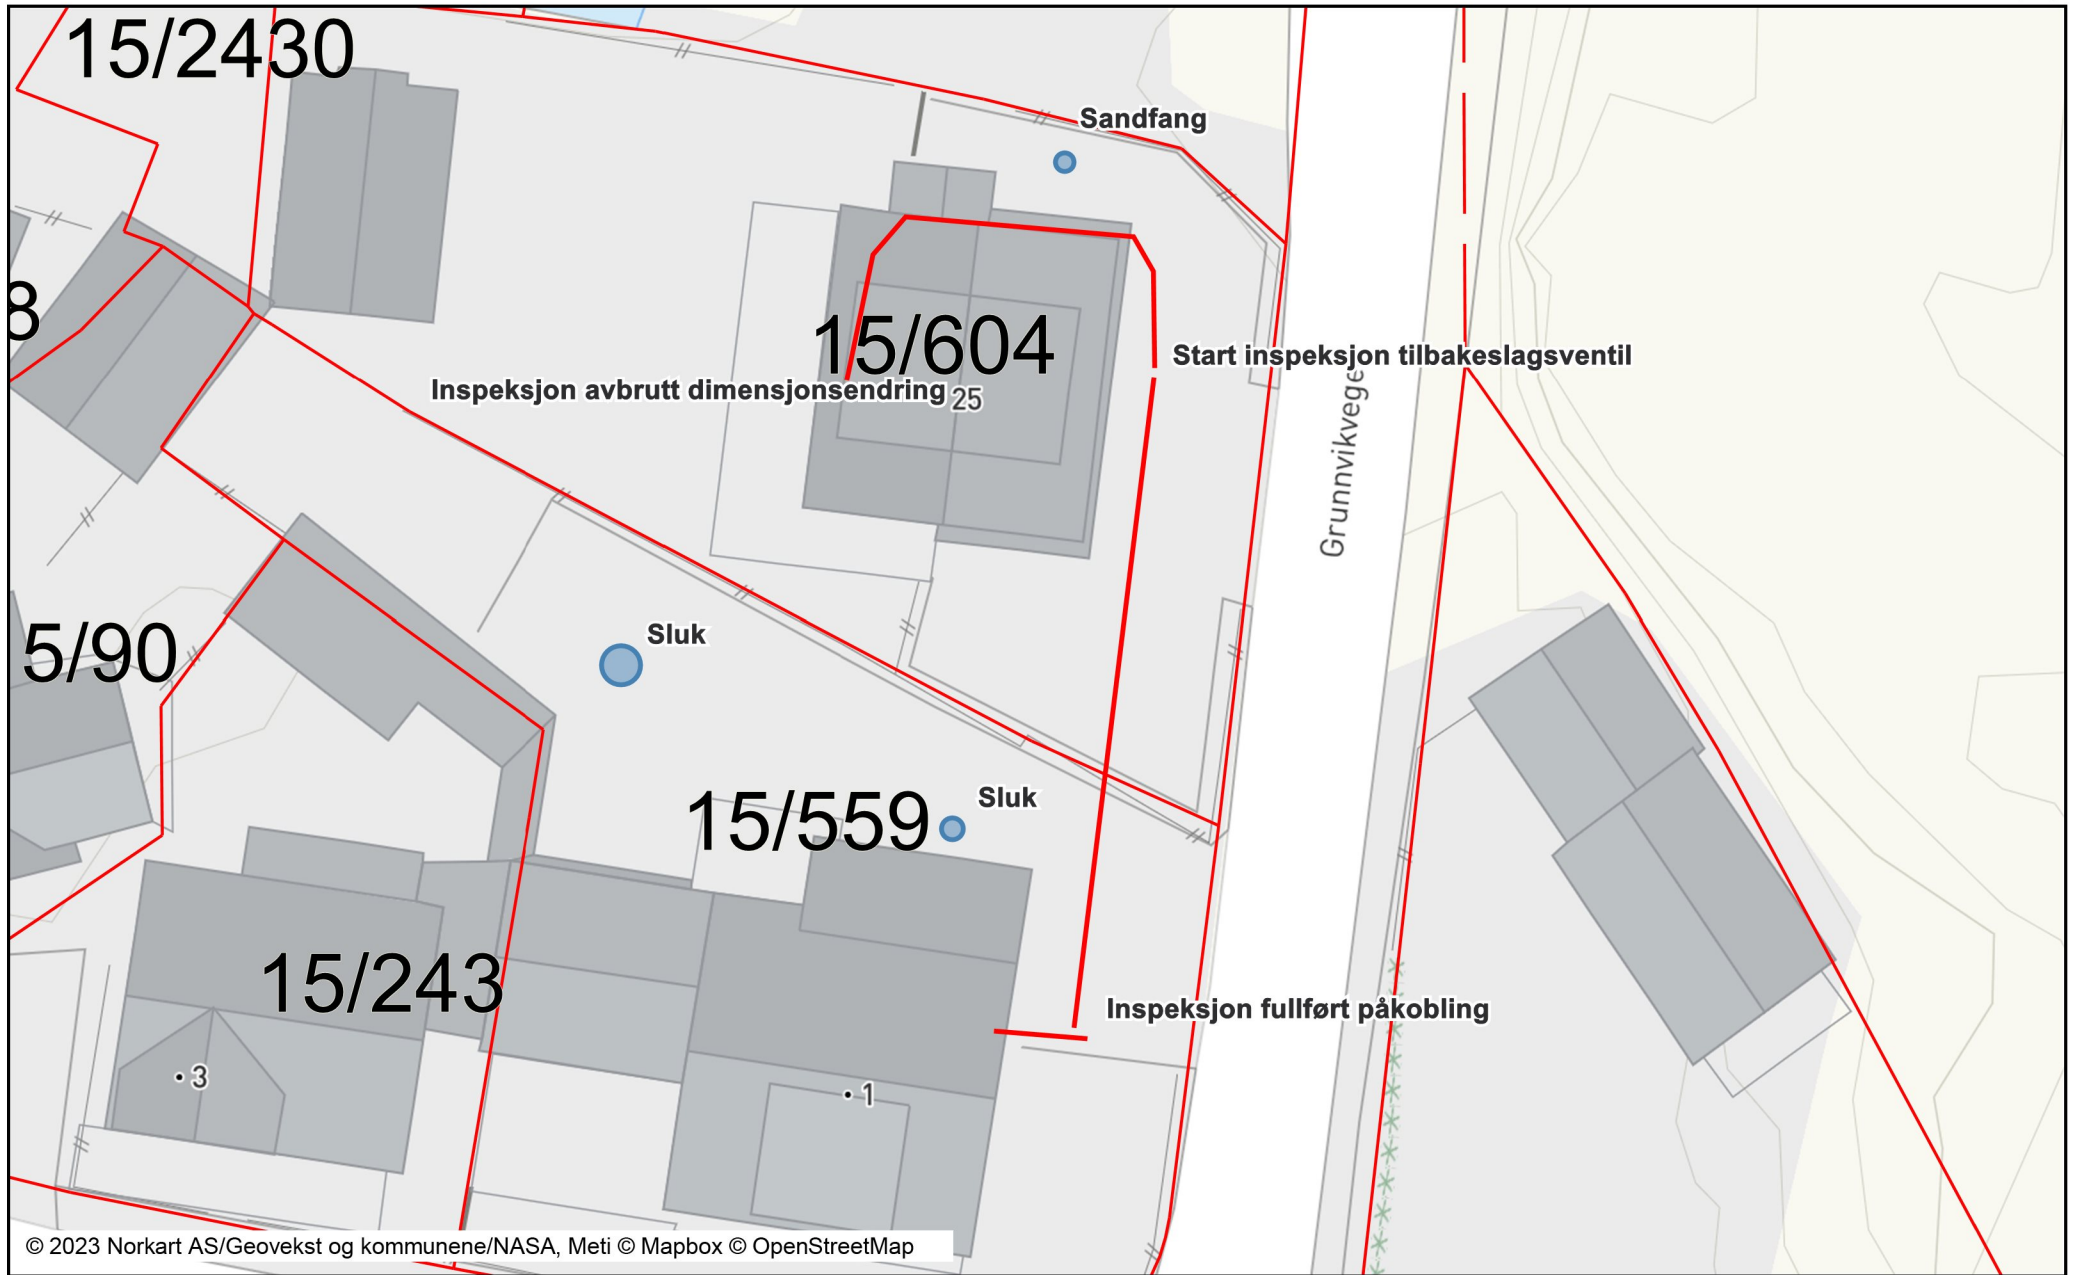 15/2430
Sandfang
8
15/604
Start inspeksjon tilbakeslagsventil
Inspeksjon avbrutt dimensjonsendring
25
Grunnvikvege
Sluk
5/90
Sluk
15/559
15/243
Inspeksjon fullført påkobling
3
1
© 2023 Norkart AS/Geovekst og kommunene/NASA, Meti © Mapbox © OpenStreetMap